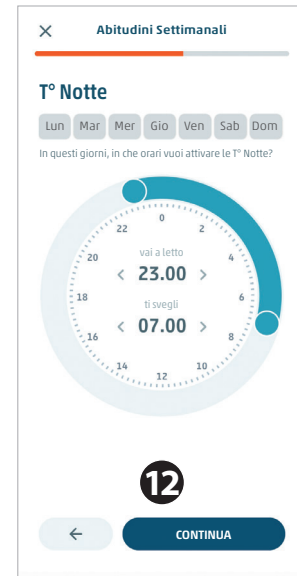 Abitudini Settimanali
T° Notte
Lun Mar Mer Gio Ven Sab Dom
In questi giorni, in che orari vuoi attivare le T° Notte?
0
22 2
vai a letto
20 4
< 23.00 >
ti svegli
18 6
< 07.00 >
16 8
14 10
12
12
CONTINUA